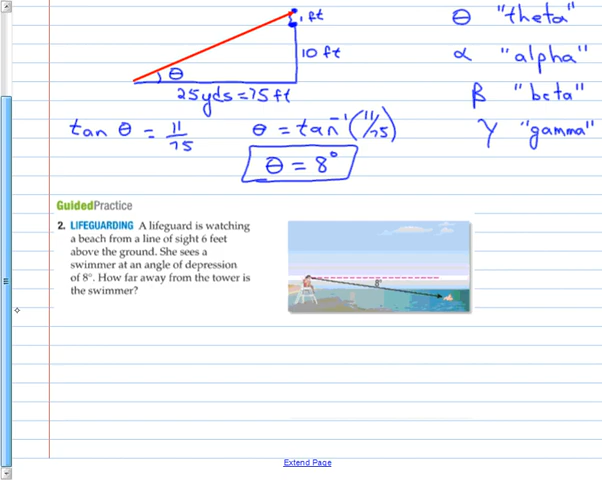 1 ft
θ "theta"
10 ft
α "alpha"
θ
25 yds = 75 ft
β "beta"
tan θ = 11/75
θ = tan⁻¹(11/75)
γ "gamma"
θ = 8°
GuidedPractice
2. LIFEGUARDING A lifeguard is watching
a beach from a line of sight 6 feet
above the ground. She sees a
swimmer at an angle of depression
of 8°. How far away from the tower is
the swimmer?
8°
Extend Page